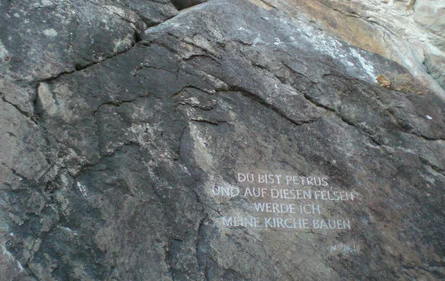 DU BIST PETRUS
UND AUF DIESEN FELSEN
WERDE ICH
MEINE KIRCHE BAUEN